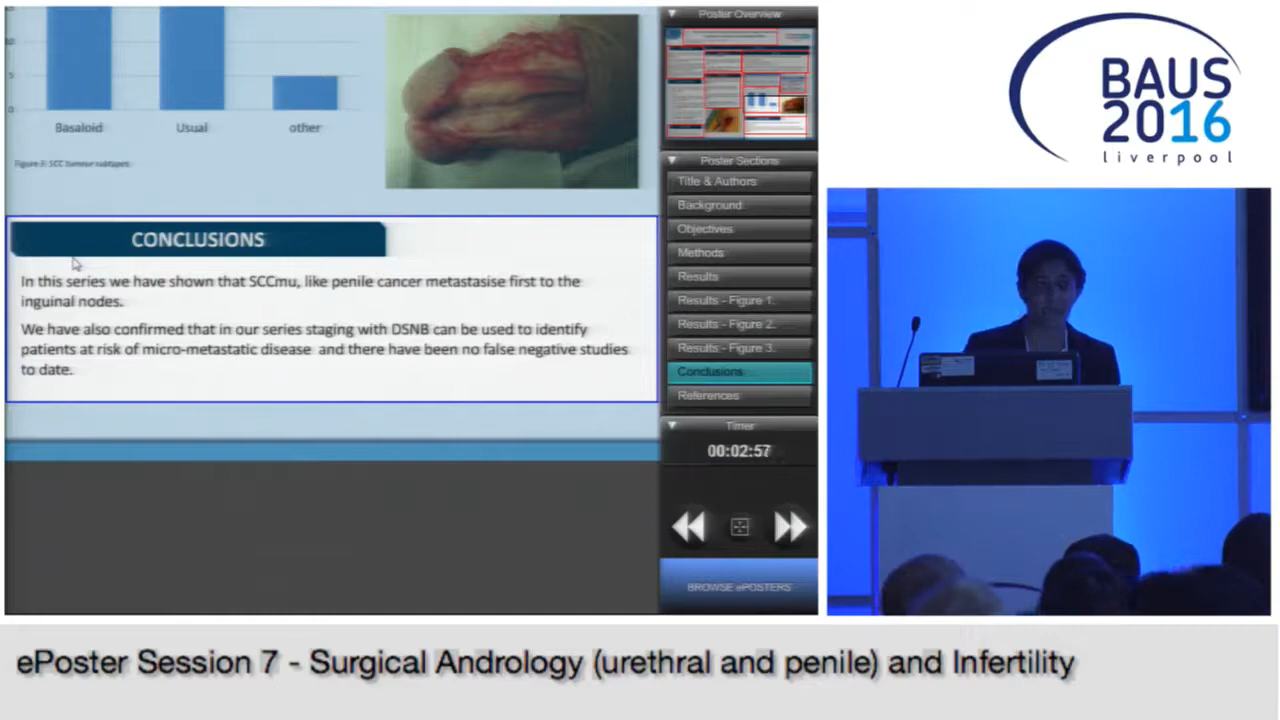 0
5
Basaloid
Usual
other
Figure 3: SCC tumour subtypes
CONCLUSIONS
In this series we have shown that SCCmu, like penile cancer metastasise first to the
inguinal nodes.
We have also confirmed that in our series staging with DSNB can be used to identify
patients at risk of micro-metastatic disease and there have been no false negative studies
to date.
Poster Overview
Poster Sections
Title & Authors
Background
Objectives
Methods
Results
Results - Figure 1.
Results - Figure 2.
Results - Figure 3.
Conclusions
References
Timer
00:02:57
BROWSE ePOSTERS
BAUS
2016
liverpool
ePoster Session 7 - Surgical Andrology (urethral and penile) and Infertility